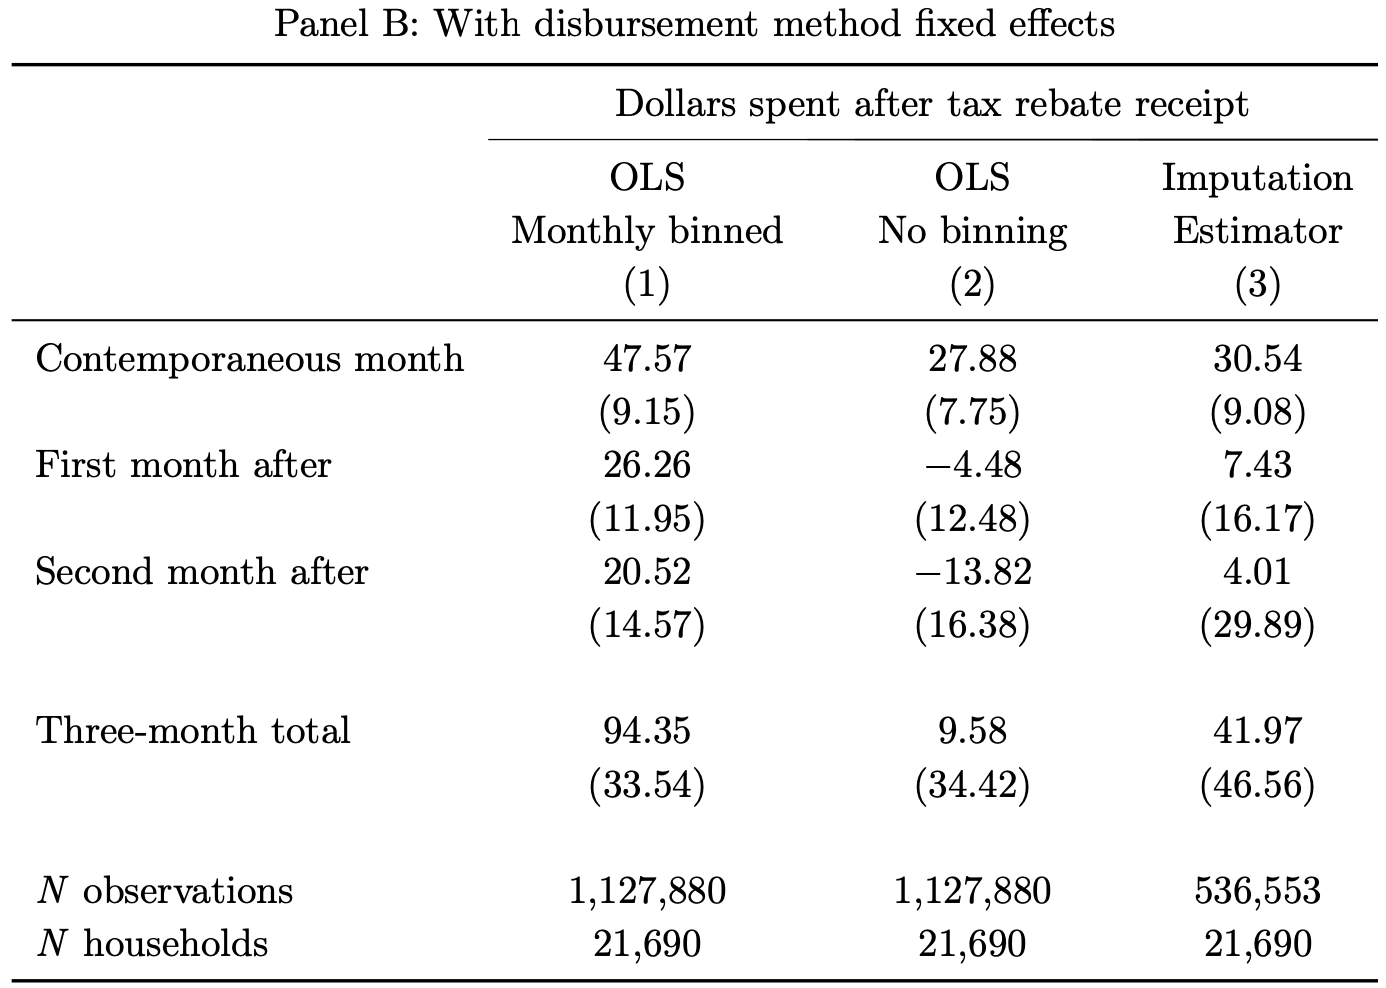 Panel B: With disbursement method fixed effects
Dollars spent after tax rebate receipt
OLS OLS Imputation
Monthly binned No binning Estimator
(1) (2) (3)
Contemporaneous month 47.57 27.88 30.54
(9.15) (7.75) (9.08)
First month after 26.26 −4.48 7.43
(11.95) (12.48) (16.17)
Second month after 20.52 −13.82 4.01
(14.57) (16.38) (29.89)
Three-month total 94.35 9.58 41.97
(33.54) (34.42) (46.56)
N observations 1,127,880 1,127,880 536,553
N households 21,690 21,690 21,690